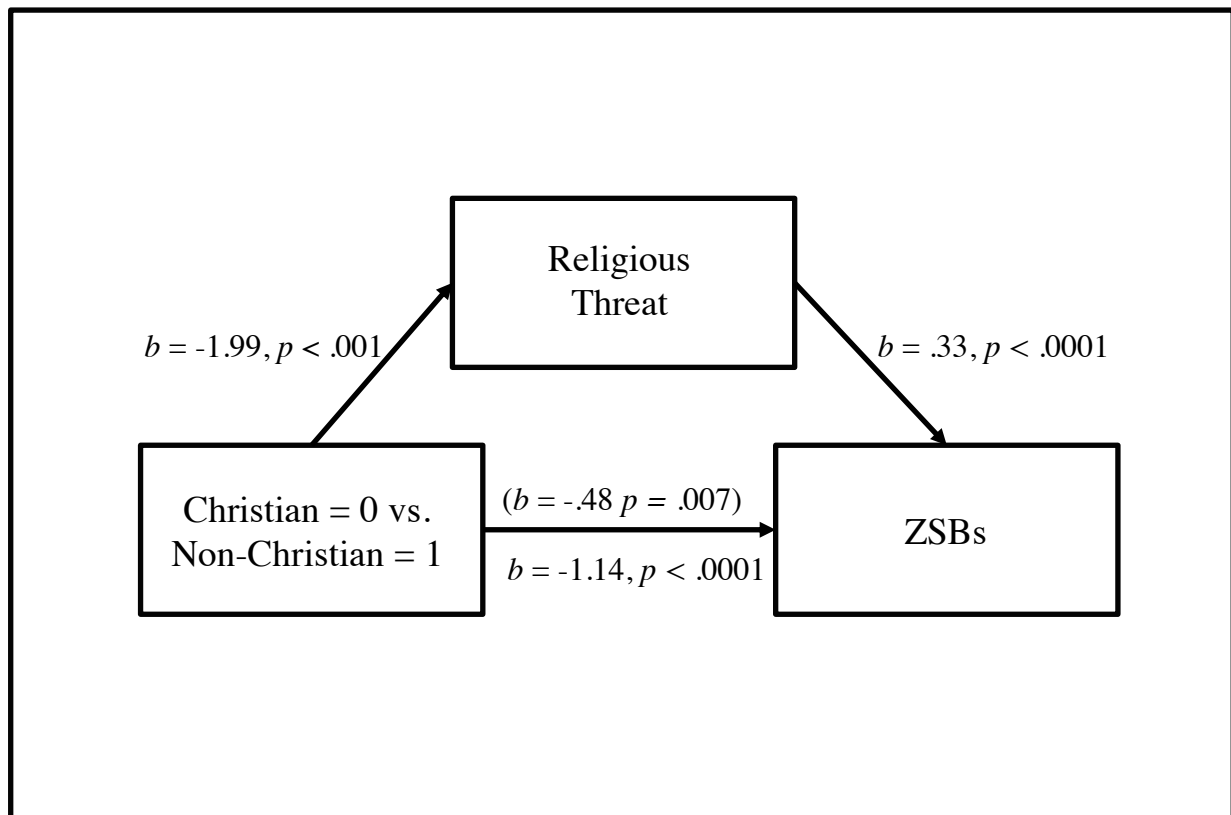 Religious
Threat
b = -1.99, p < .001
b = .33, p < .0001
Christian = 0 vs.
Non-Christian = 1
(b = -.48 p = .007)
b = -1.14, p < .0001
ZSBs